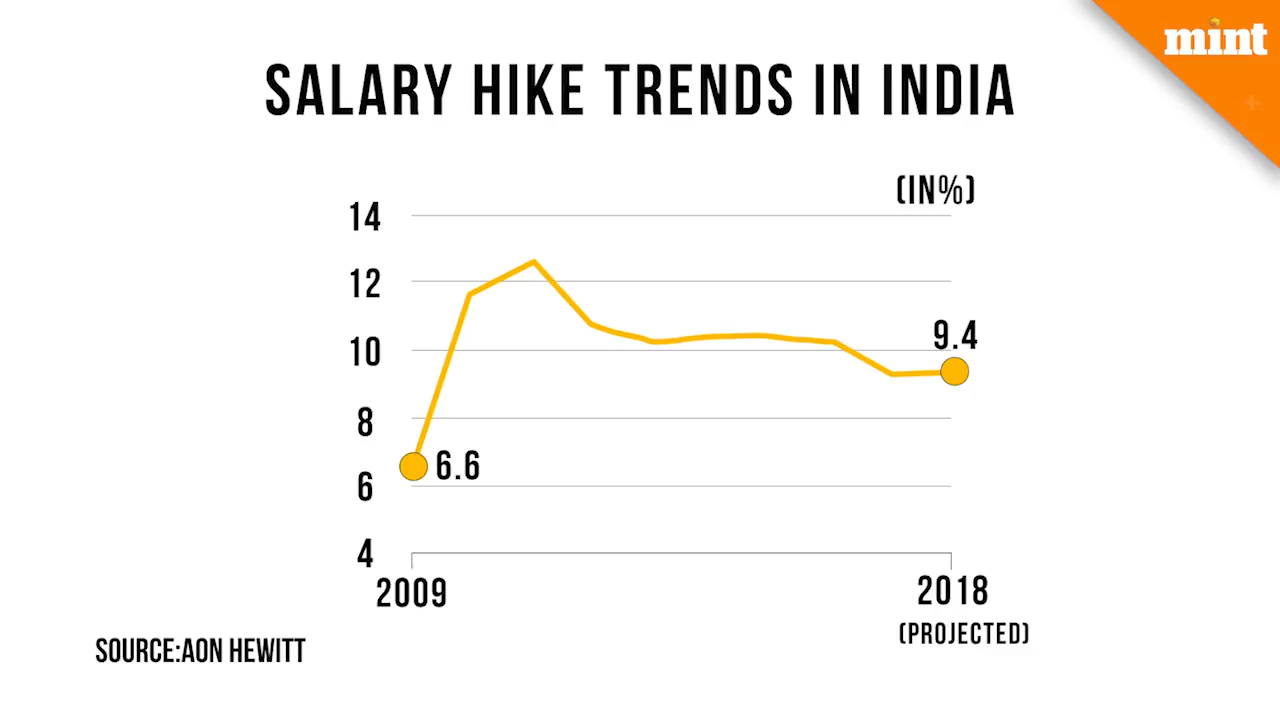 mint
SALARY HIKE TRENDS IN INDIA
(IN%)
14
12
10
8
6
4
9.4
6.6
2009
2018
(PROJECTED)
SOURCE:AON HEWITT